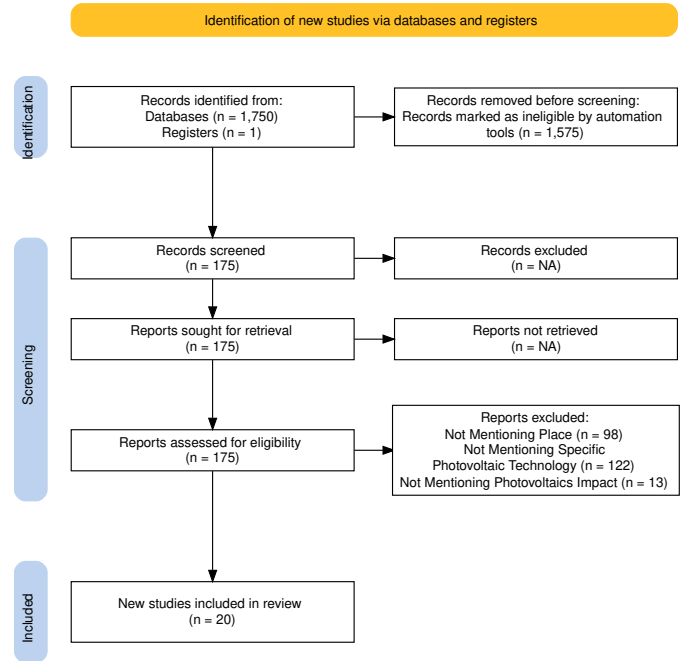 Identification of new studies via databases and registers
Identification
Records identified from:
Databases (n = 1,750)
Registers (n = 1)
Records removed before screening:
Records marked as ineligible by automation
tools (n = 1,575)
Screening
Records screened
(n = 175)
Records excluded
(n = NA)
Reports sought for retrieval
(n = 175)
Reports not retrieved
(n = NA)
Reports assessed for eligibility
(n = 175)
Reports excluded:
Not Mentioning Place (n = 98)
Not Mentioning Specific
Photovoltaic Technology (n = 122)
Not Mentioning Photovoltaics Impact (n = 13)
Included
New studies included in review
(n = 20)